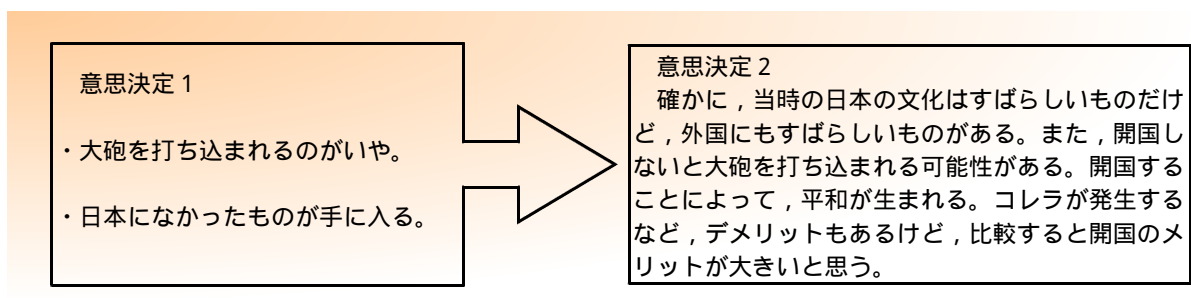 意思決定1
・大砲を打ち込まれるのがいや。
・日本になかったものが手に入る。
意思決定2
確かに，当時の日本の文化はすばらしいものだけ
ど，外国にもすばらしいものがある。また，開国し
ないと大砲を打ち込まれる可能性がある。開国する
ことによって，平和が生まれる。コレラが発生する
など，デメリットもあるけど，比較すると開国のメ
リットが大きいと思う。